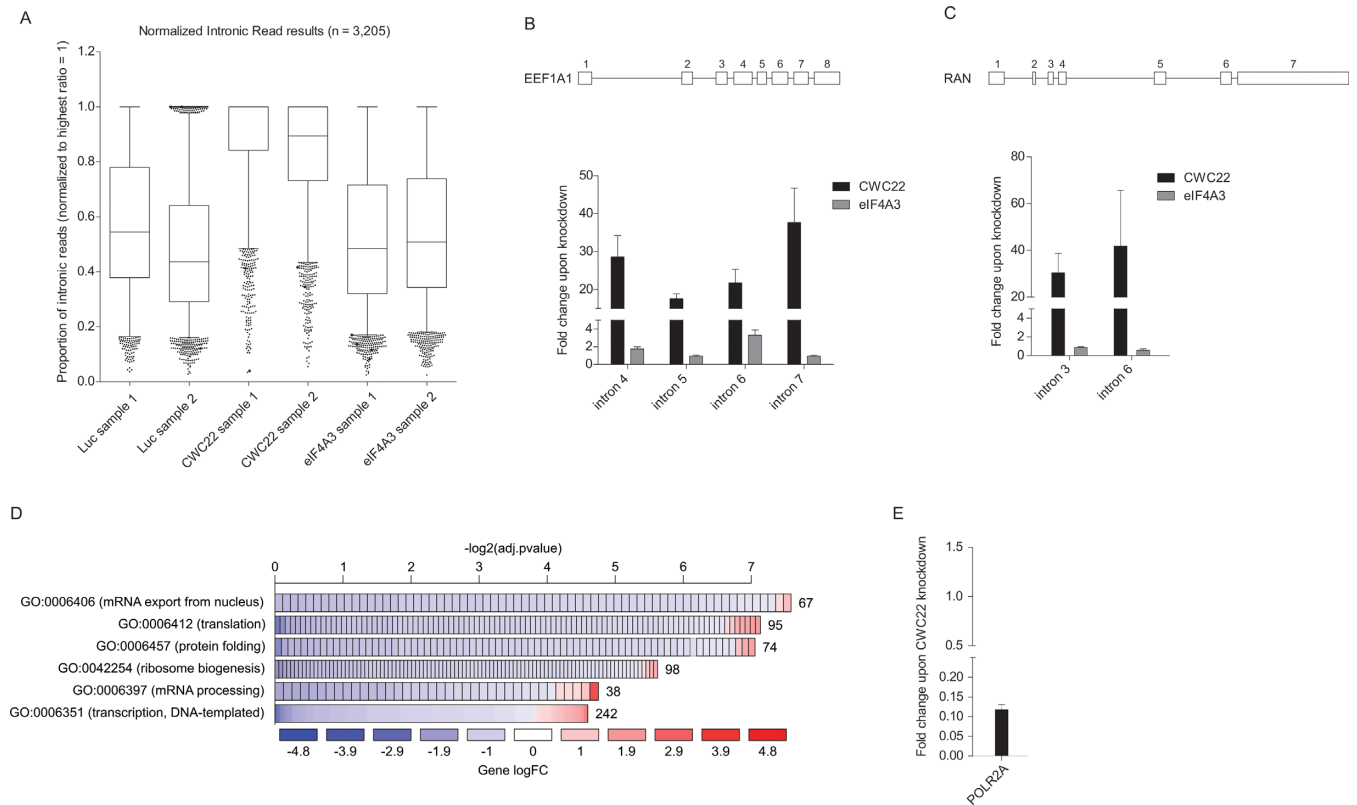 A
Normalized Intronic Read results (n = 3,205)
Proportion of intronic reads (normalized to highest ratio = 1)
1.2
1.0
0.8
0.6
0.4
0.2
0.0
Luc sample 1
Luc sample 2
CWC22 sample 1
CWC22 sample 2
eIF4A3 sample 1
eIF4A3 sample 2
B
1 2 3 4 5 6 7 8
EEF1A1
Fold change upon knockdown
50
40
30
20
4
2
0
intron 4
intron 5
intron 6
intron 7
CWC22
eIF4A3
C
1 2 3 4 5 6 7
RAN
Fold change upon knockdown
80
60
40
20
6
4
2
0
intron 3
intron 6
CWC22
eIF4A3
D
-log2(adj.pvalue)
0 1 2 3 4 5 6 7
GO:0006406 (mRNA export from nucleus) 67
GO:0006412 (translation) 95
GO:0006457 (protein folding) 74
GO:0042254 (ribosome biogenesis) 98
GO:0006397 (mRNA processing) 38
GO:0006351 (transcription, DNA-templated) 242
-4.8 -3.9 -2.9 -1.9 -1 0 1 1.9 2.9 3.9 4.8
Gene logFC
E
Fold change upon CWC22 knockdown
1.5
1.0
0.5
0.20
0.15
0.10
0.05
0.00
POLR2A